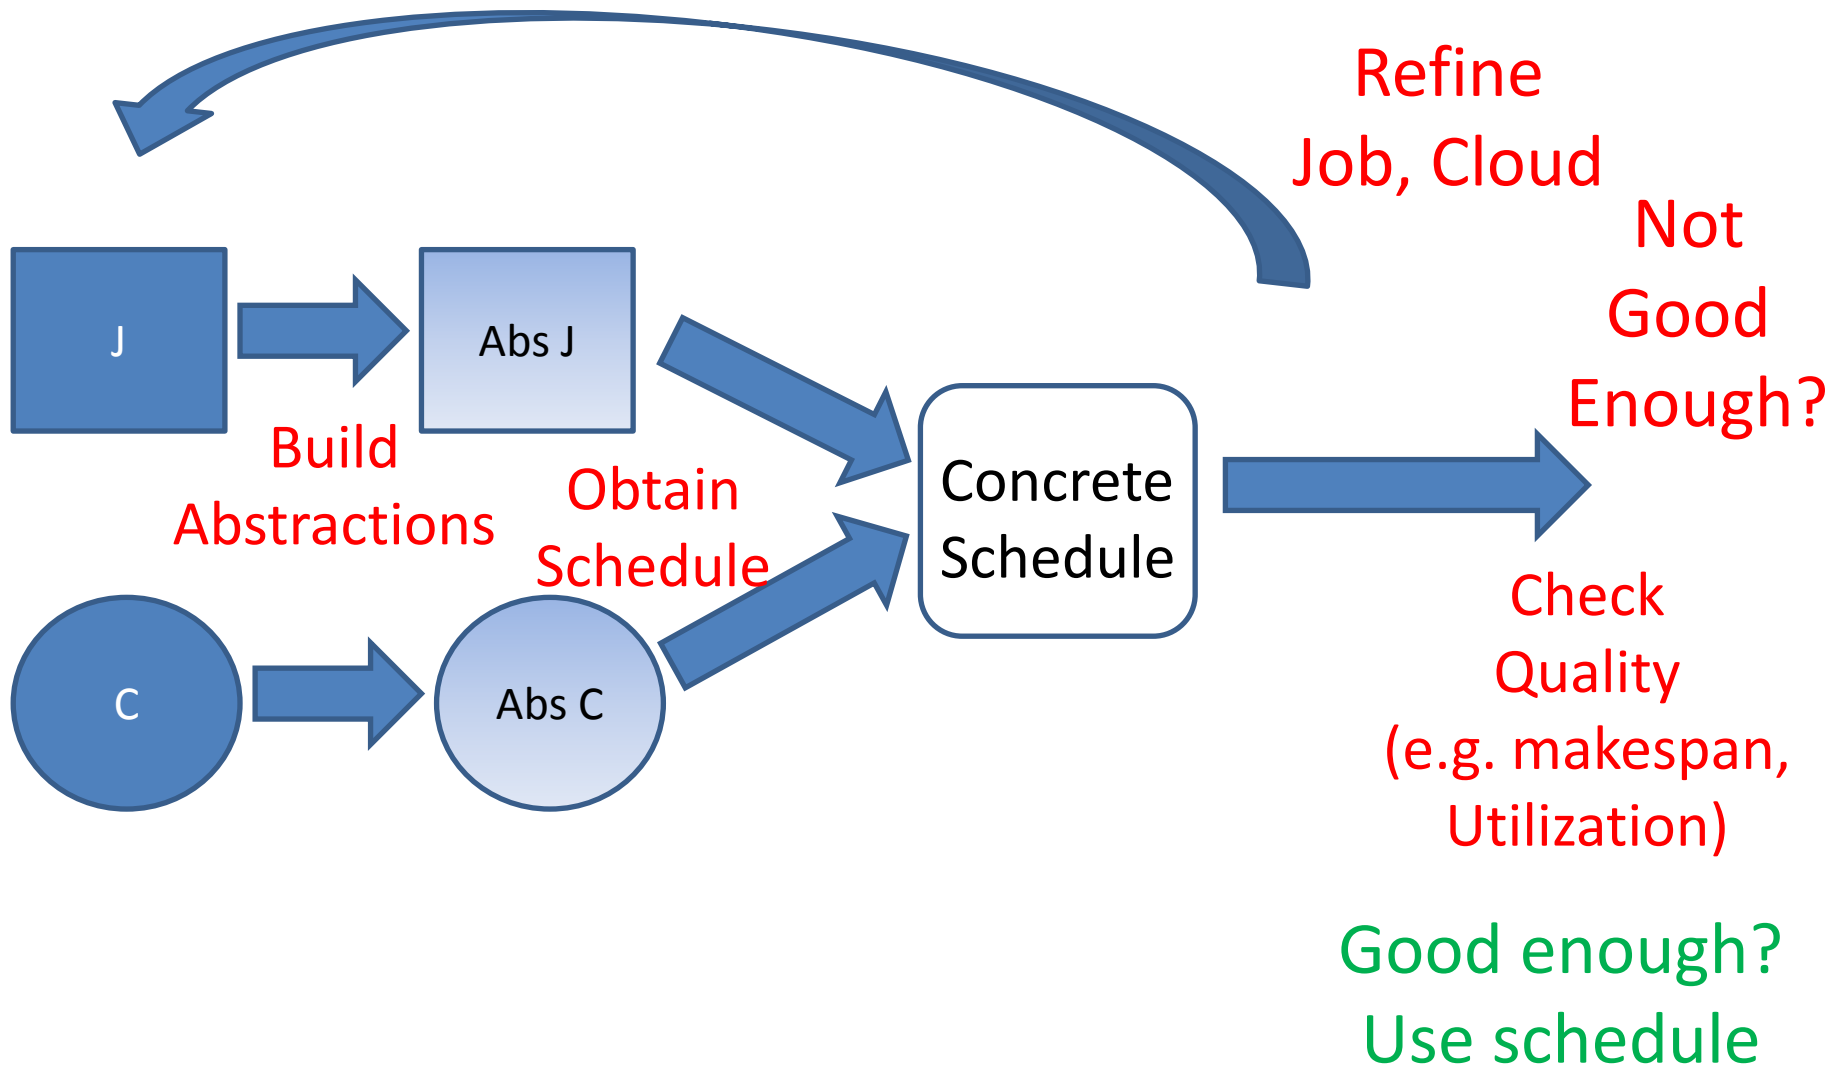 Refine
Job, Cloud
Not
Good
Enough?
J
Abs J
Build
Abstractions
Obtain
Schedule
Concrete
Schedule
C
Abs C
Check
Quality
(e.g. makespan,
Utilization)
Good enough?
Use schedule